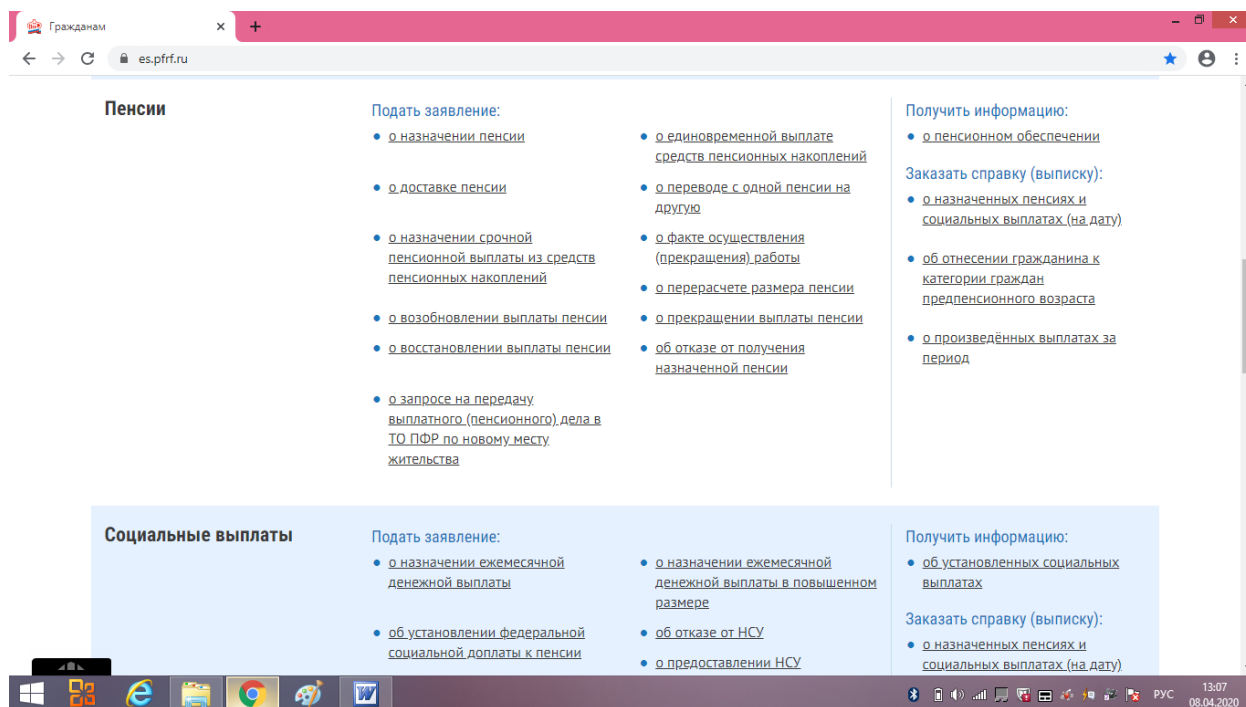 Гражданам
es.pfrf.ru
Пенсии
Подать заявление:
о назначении пенсии
о доставке пенсии
о назначении срочной
пенсионной выплаты из средств
пенсионных накоплений
о возобновлении выплаты пенсии
о восстановлении выплаты пенсии
о запросе на передачу
выплатного (пенсионного) дела в
ТО ПФР по новому месту
жительства
о единовременной выплате
средств пенсионных накоплений
о переводе с одной пенсии на
другую
о факте осуществления
(прекращения) работы
о перерасчете размера пенсии
о прекращении выплаты пенсии
об отказе от получения
назначенной пенсии
Получить информацию:
о пенсионном обеспечении
Заказать справку (выписку):
о назначенных пенсиях и
социальных выплатах (на дату)
об отнесении гражданина к
категории граждан
предпенсионного возраста
о произведённых выплатах за
период
Социальные выплаты
Подать заявление:
о назначении ежемесячной
денежной выплаты
об установлении федеральной
социальной доплаты к пенсии
о назначении ежемесячной
денежной выплаты в повышенном
размере
об отказе от НСУ
о предоставлении НСУ
Получить информацию:
об установленных социальных
выплатах
Заказать справку (выписку):
о назначенных пенсиях и
социальных выплатах (на дату)
РУС
13:07
08.04.2020